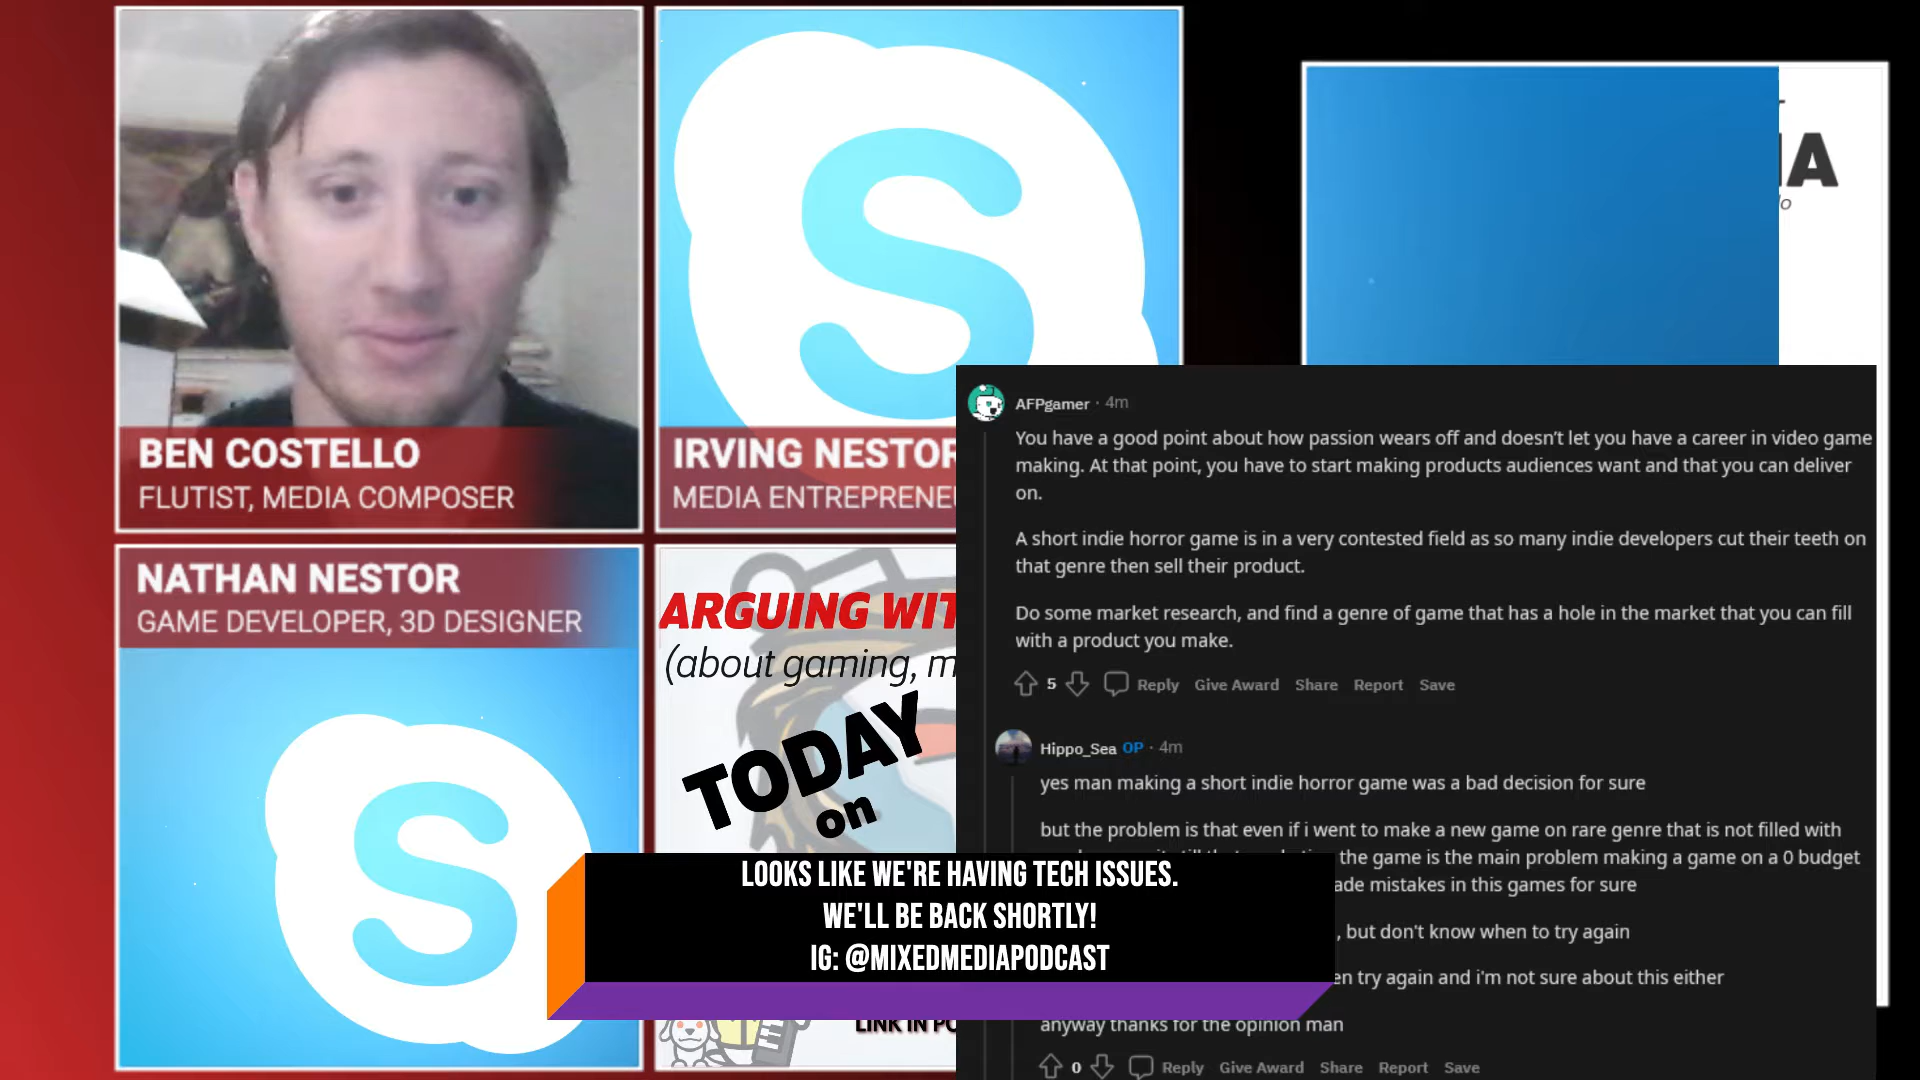 BEN COSTELLO
FLUTIST, MEDIA COMPOSER
IRVING NESTOR
MEDIA ENTREPRENE
NATHAN NESTOR
GAME DEVELOPER, 3D DESIGNER
ARGUING WIT
(about gaming, m
TODAY
on
LINK IN
A
AFPgamer · 4m
You have a good point about how passion wears off and doesn't let you have a career in video game
making. At that point, you have to start making products audiences want and that you can deliver
on.
A short indie horror game is in a very contested field as so many indie developers cut their teeth on
that genre then sell their product.
Do some market research, and find a genre of game that has a hole in the market that you can fill
with a product you make.
5 Reply Give Award Share Report Save
Hippo_Sea OP · 4m
yes man making a short indie horror game was a bad decision for sure
but the problem is that even if i went to make a new game on rare genre that is not filled with
the game is the main problem making a game on a 0 budget
ade mistakes in this games for sure
, but don't know when to try again
en try again and i'm not sure about this either
anyway thanks for the opinion man
0 Reply Give Award Share Report Save
LOOKS LIKE WE'RE HAVING TECH ISSUES.
WE'LL BE BACK SHORTLY!
IG: @MIXEDMEDIAPODCAST